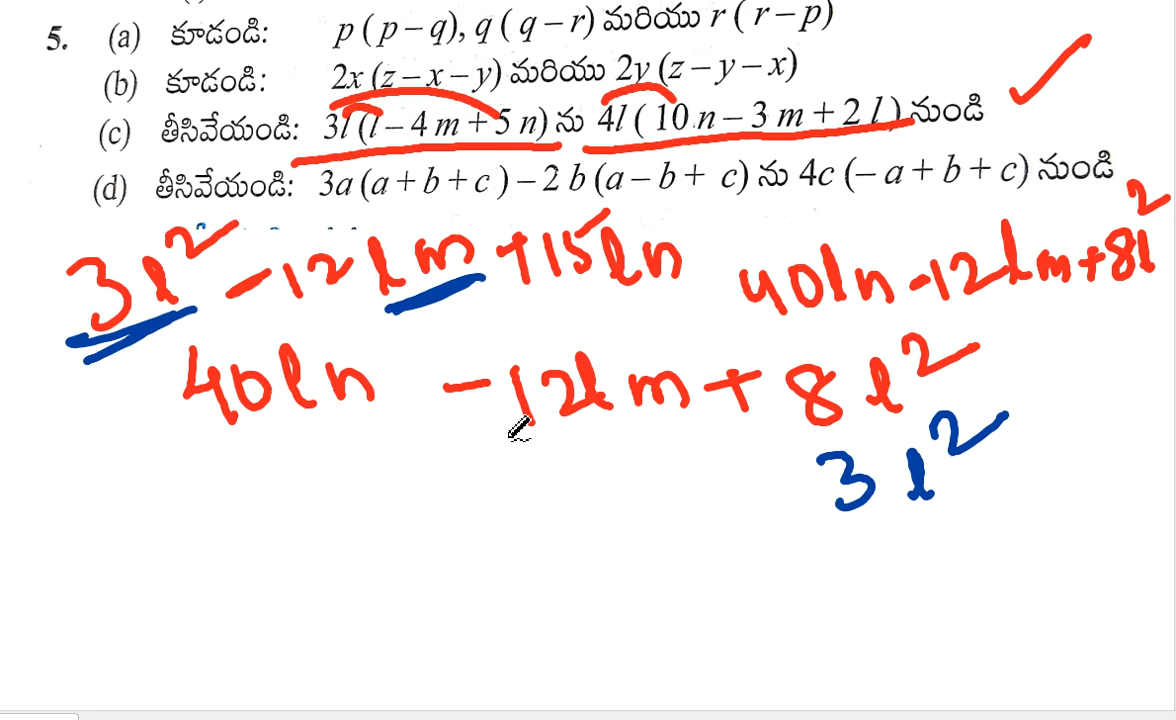 5. (a) కూడండి: p (p – q), q ( q – r) మరియు r ( r – p)
(b) కూడండి: 2x (z – x – y) మరియు 2y (z – y – x)
(c) తీసివేయండి: 3l (l – 4 m + 5 n) ను 4l ( 10 n – 3 m + 2 l ) నుండి
(d) తీసివేయండి: 3a (a + b + c ) – 2 b (a – b + c) ను 4c (– a + b + c) నుండి
3l² -12lm +15ln 40ln -12lm+8l²
40ln -12lm + 8l²
3l²